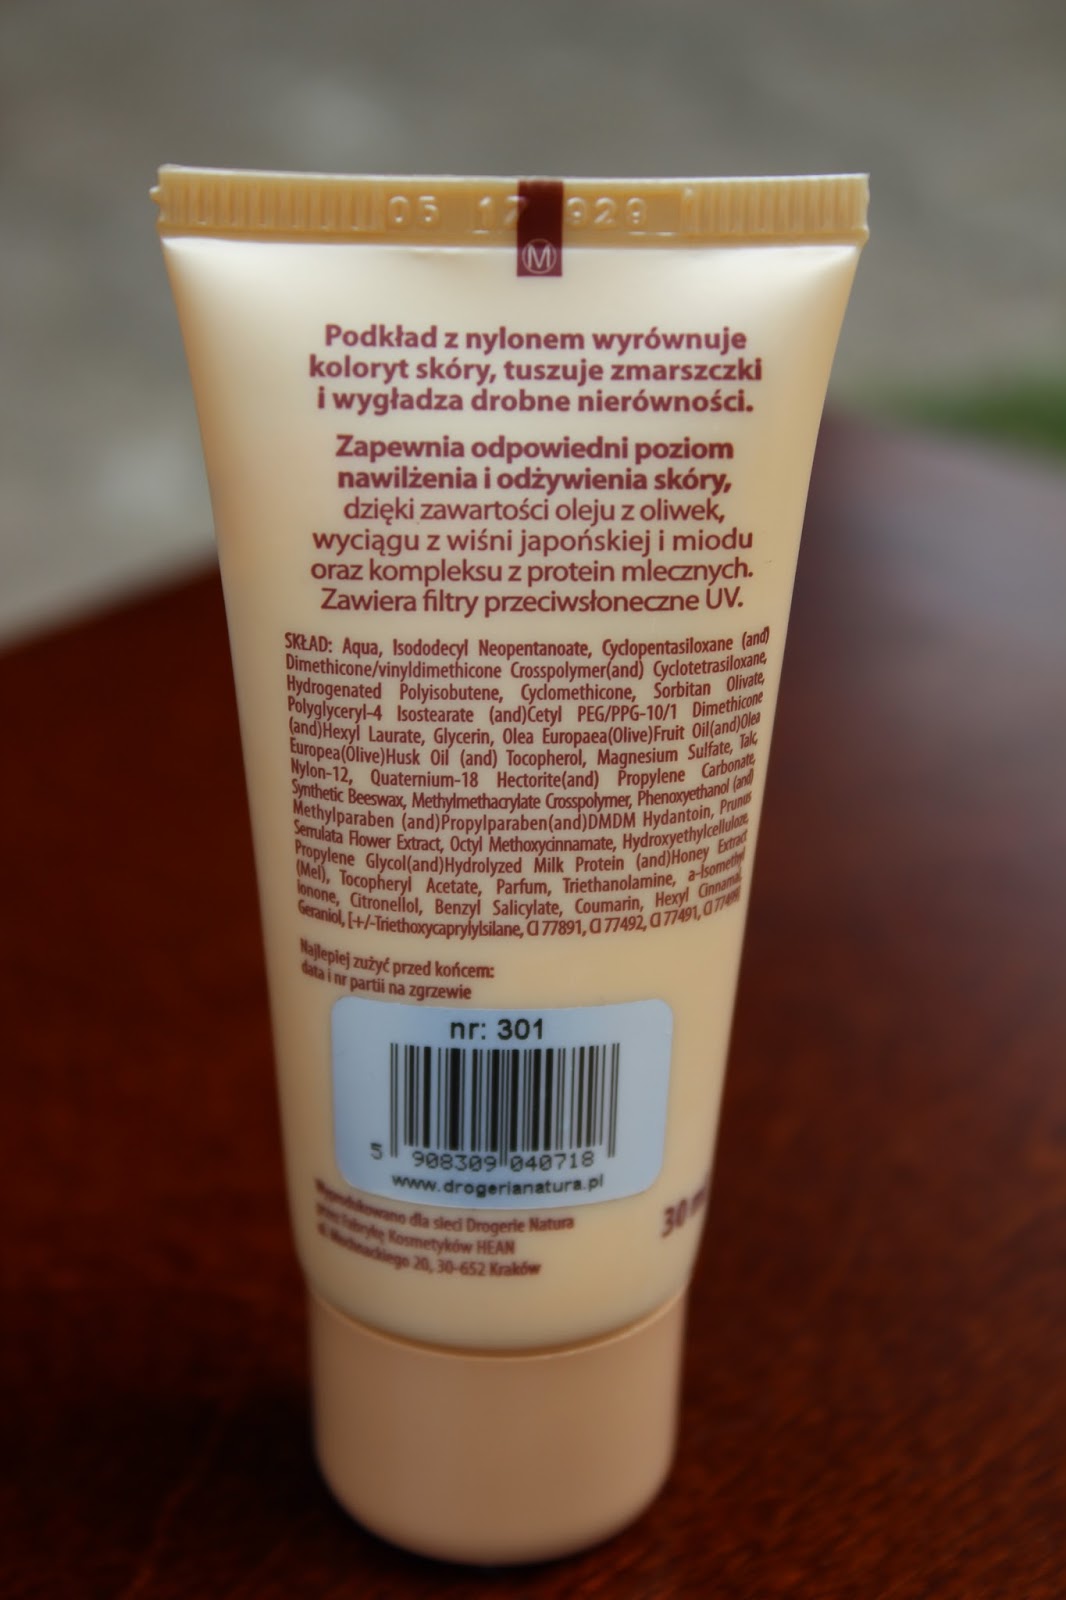 05 12 929
M
Podkład z nylonem wyrównuje
koloryt skóry, tuszuje zmarszczki
i wygładza drobne nierówności.
Zapewnia odpowiedni poziom
nawilżenia i odżywienia skóry,
dzięki zawartości oleju z oliwek,
wyciągu z wiśni japońskiej i miodu
oraz kompleksu z protein mlecznych.
Zawiera filtry przeciwsłoneczne UV.
SKŁAD: Aqua, Isododecyl Neopentanoate, Cyclopentasiloxane (and)
Dimethicone/vinyldimethicone Crosspolymer(and) Cyclotetrasiloxane,
Hydrogenated Polyisobutene, Cyclomethicone, Sorbitan Olivate,
Polyglyceryl-4 Isostearate (and)Cetyl PEG/PPG-10/1 Dimethicone
(and)Hexyl Laurate, Glycerin, Olea Europaea(Olive)Fruit Oil(and)Olea
Europea(Olive)Husk Oil (and) Tocopherol, Magnesium Sulfate, Talc,
Nylon-12, Quaternium-18 Hectorite(and) Propylene Carbonate,
Synthetic Beeswax, Methylmethacrylate Crosspolymer, Phenoxyethanol (and)
Methylparaben (and)Propylparaben(and)DMDM Hydantoin, Prunus
Serrulata Flower Extract, Octyl Methoxycinnamate, Hydroxyethylcelluloze,
Propylene Glycol(and)Hydrolyzed Milk Protein (and)Honey Extract
(Mel), Tocopheryl Acetate, Parfum, Triethanolamine, a-Isomethyl
Ionone, Citronellol, Benzyl Salicylate, Coumarin, Hexyl Cinnamal,
Geraniol, [+/-Triethoxycaprylylsilane, CI 77891, CI 77492, CI 77491, CI
Najlepiej zużyć przed końcem:
data i nr partii na zgrzewie
nr: 301
5 908309 040718
www.drogerianatura.pl
Wyprodukowano dla sieci Drogerie Natura
przez Fabrykę Kosmetyków HEAN
ul. Mochnackiego 20, 30-652 Kraków
30 ml